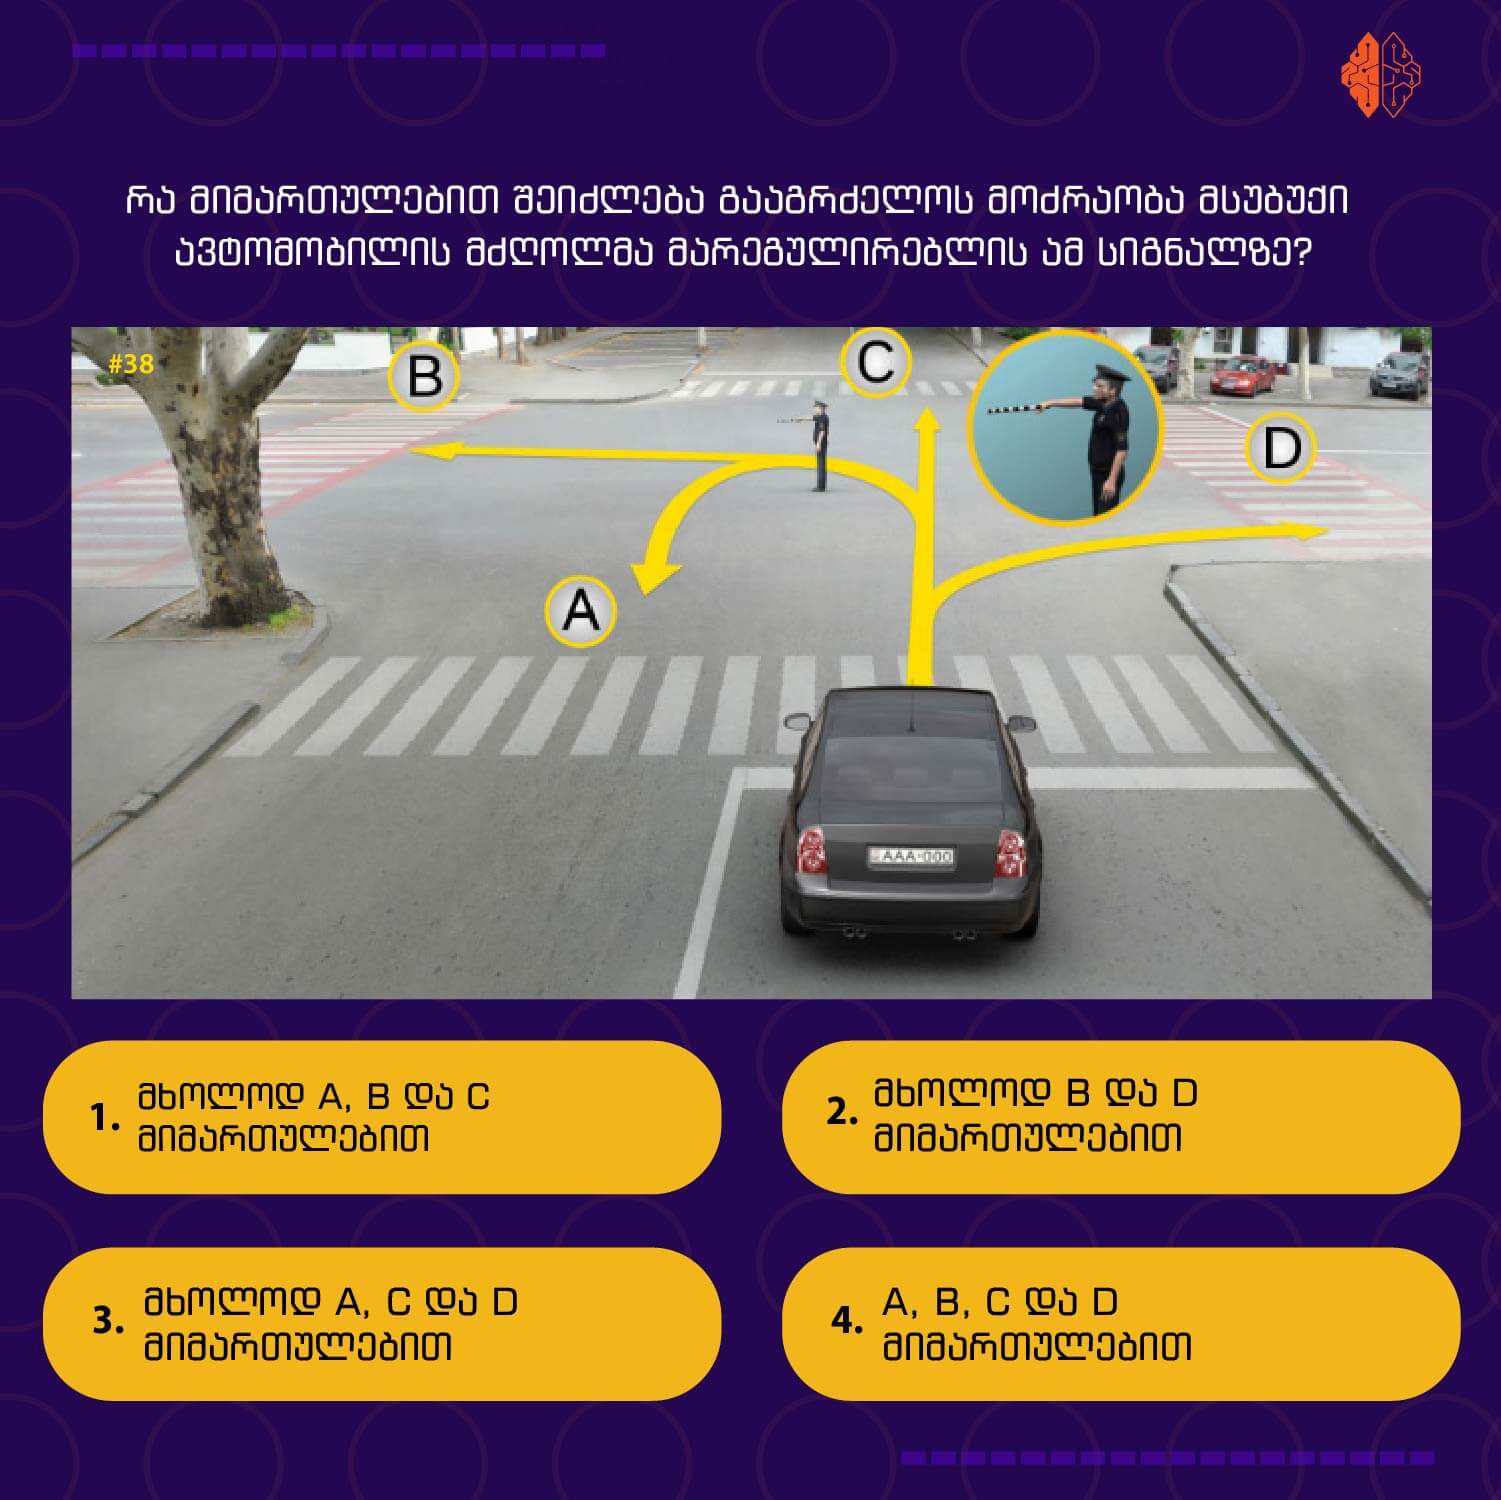 რა მიმართულებით შეიძლება გააგრძელოს მოძრაობა მსუბუქი
ავტომობილის მძღოლმა მარეგულირებლის ამ სიგნალზე?
#38
B
C
D
A
AAA-000
1. მხოლოდ A, B და C
მიმართულებით
2. მხოლოდ B და D
მიმართულებით
3. მხოლოდ A, C და D
მიმართულებით
4. A, B, C და D
მიმართულებით